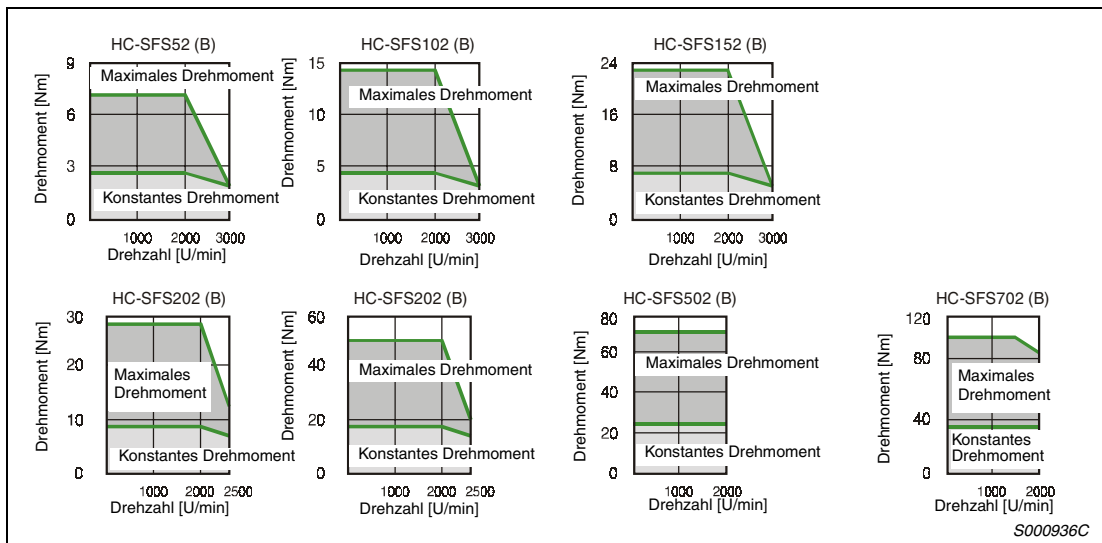 HC-SFS52 (B)
Drehmoment [Nm]
9
6
3
0
Maximales Drehmoment
Konstantes Drehmoment
1000 2000 3000
Drehzahl [U/min]
HC-SFS102 (B)
Drehmoment [Nm]
15
10
5
0
Maximales Drehmoment
Konstantes Drehmoment
1000 2000 3000
Drehzahl [U/min]
HC-SFS152 (B)
Drehmoment [Nm]
24
16
8
0
Maximales Drehmoment
Konstantes Drehmoment
1000 2000 3000
Drehzahl [U/min]
HC-SFS202 (B)
Drehmoment [Nm]
30
20
10
0
Maximales
Drehmoment
Konstantes Drehmoment
1000 2000 2500
Drehzahl [U/min]
HC-SFS202 (B)
Drehmoment [Nm]
60
40
20
0
Maximales Drehmoment
Konstantes Drehmoment
1000 2000 2500
Drehzahl [U/min]
HC-SFS502 (B)
Drehmoment [Nm]
80
60
40
20
0
Maximales Drehmoment
Konstantes Drehmoment
1000 2000
Drehzahl [U/min]
HC-SFS702 (B)
Drehmoment [Nm]
120
80
40
0
Maximales
Drehmoment
Konstantes
Drehmoment
1000 2000
Drehzahl [U/min]
S000936C